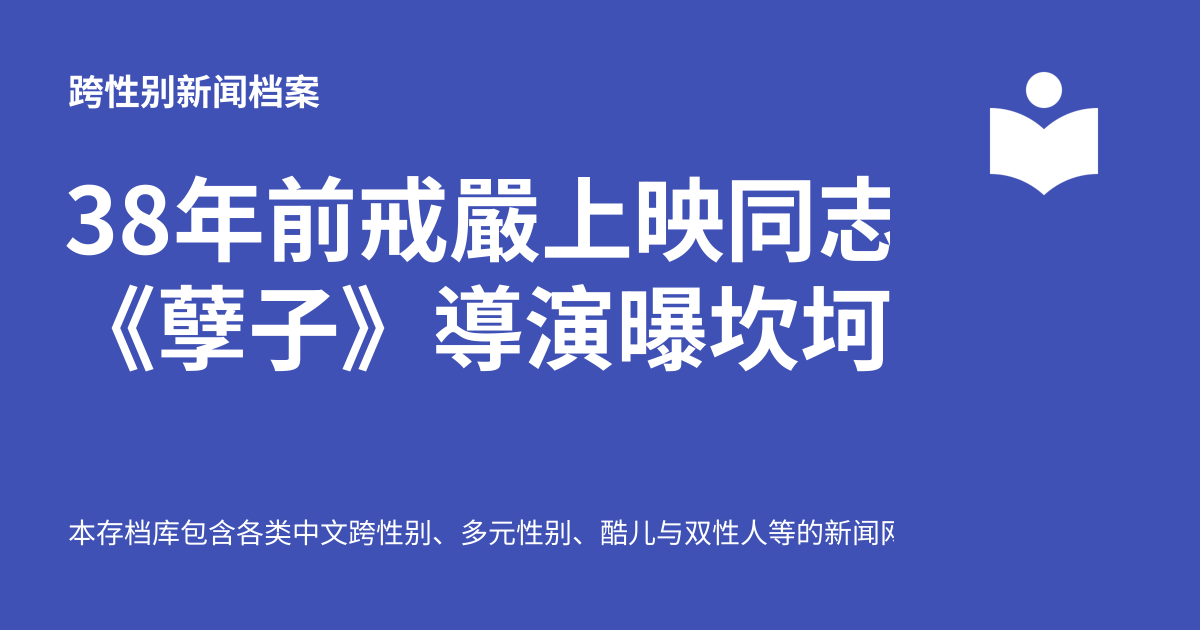 跨性别新闻档案
38年前戒嚴上映同志
《孽子》導演曝坎坷
本存档库包含各类中文跨性别、多元性别、酷儿与双性人等的新闻网